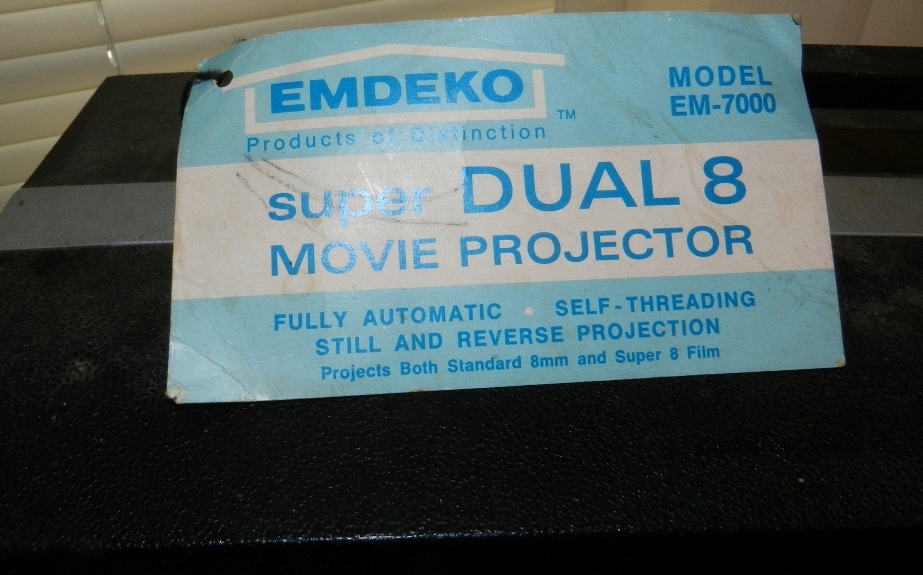 EMDEKO ™
Products of Distinction
MODEL
EM-7000
super DUAL 8
MOVIE PROJECTOR
FULLY AUTOMATIC • SELF-THREADING
STILL AND REVERSE PROJECTION
Projects Both Standard 8mm and Super 8 Film